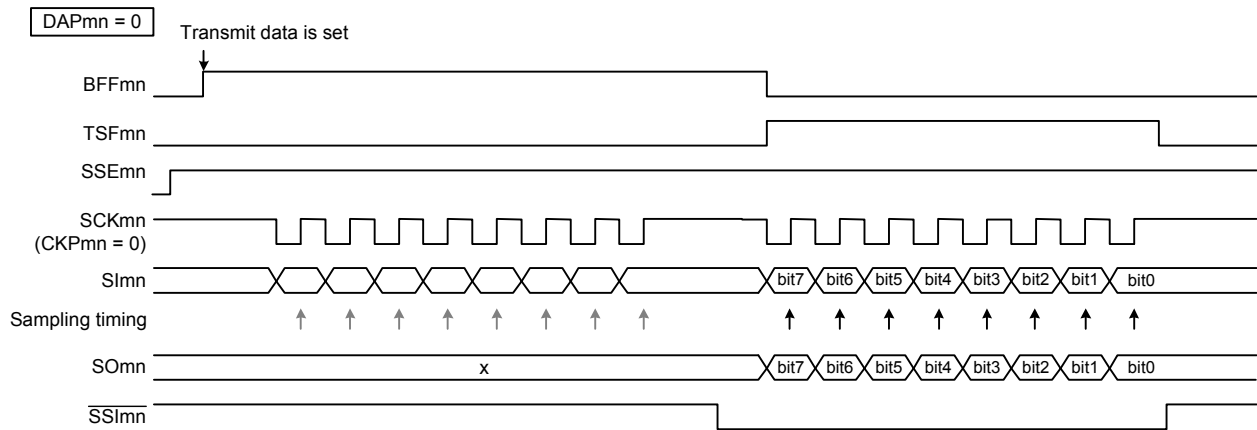 DAPmn = 0
Transmit data is set
BFFmn
TSFmn
SSEmn
SCKmn
(CKPmn = 0)
SImn
bit7 bit6 bit5 bit4 bit3 bit2 bit1 bit0
Sampling timing
SOmn
x
bit7 bit6 bit5 bit4 bit3 bit2 bit1 bit0
SSImn